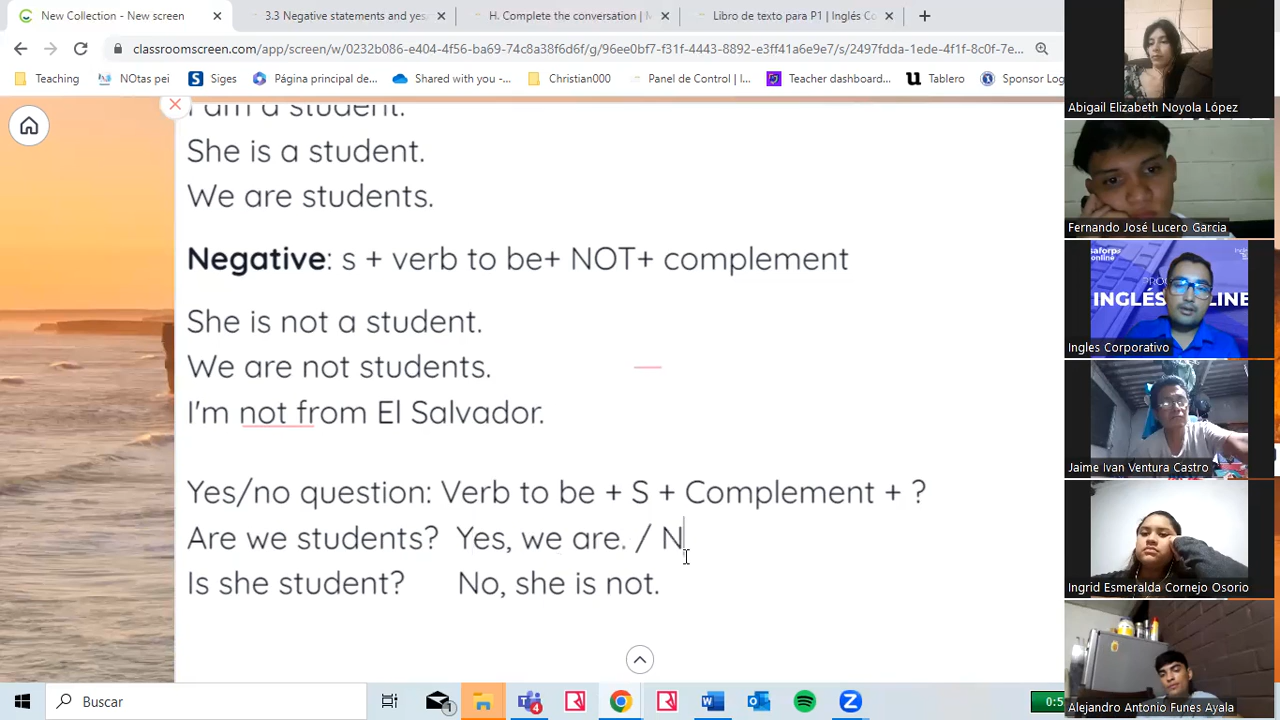 New Collection - New screen
3.3 Negative statements and yes
H. Complete the conversation | M
Libro de texto para P1 | Inglés Co
classroomscreen.com/app/screen/w/0232b086-e404-4f56-ba69-74c8a38f6d6f/g/96ee0bf7-f31f-4443-8892-e3ff41a6e9e7/s/2497fdda-1ede-4f1f-8c0f-7e...
Teaching
NOtas pei
Siges
Página principal de...
Shared with you -...
Christian000
Panel de Control | I...
Teacher dashboard...
Tablero
Sponsor Log
I am a student.
She is a student.
We are students.
Negative: s + verb to be+ NOT+ complement
She is not a student.
We are not students.
I'm not from El Salvador.
Yes/no question: Verb to be + S + Complement + ?
Are we students? Yes, we are. / N
Is she student? No, she is not.
Abigail Elizabeth Noyola López
Fernando José Lucero Garcia
INGLÉS
LINE
Ingles Corporativo
Jaime Ivan Ventura Castro
Ingrid Esmeralda Cornejo Osorio
Alejandro Antonio Funes Ayala
Buscar
1
4
0:5